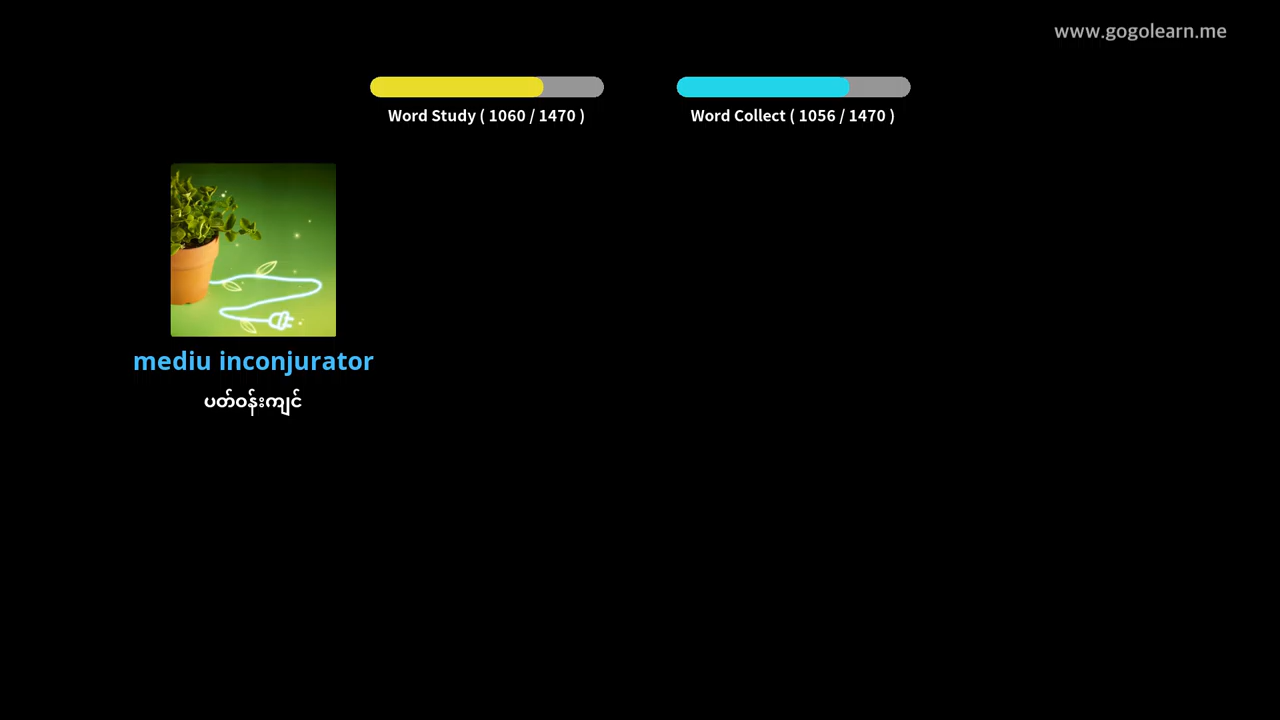 www.gogolearn.me
Word Study ( 1060 / 1470 )
Word Collect ( 1056 / 1470 )
mediu inconjurator
ပတ်ဝန်းကျင်